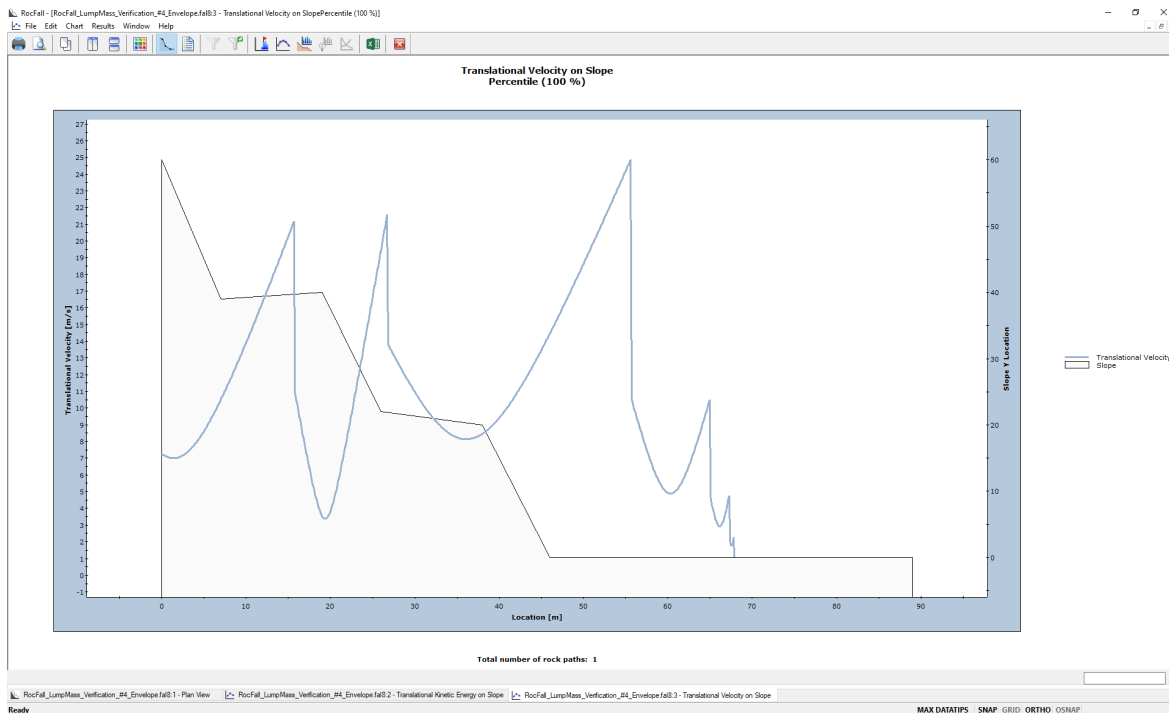 RocFall - [RocFall_LumpMass_Verification_#4_Envelope.fal8:3 - Translational Velocity on SlopePercentile (100 %)]
File Edit Chart Results Window Help
Translational Velocity on Slope
Percentile (100 %)
27
26
25
24
23
22
21
20
19
18
17
16
15
14
13
12
11
10
9
8
7
6
5
4
3
2
1
0
-1
Translational Velocity [m/s]
60
50
40
30
20
10
0
Slope Y Location
0 10 20 30 40 50 60 70 80 90
Location [m]
Translational Velocity
Slope
Total number of rock paths: 1
RocFall_LumpMass_Verification_#4_Envelope.fal8:1 - Plan View RocFall_LumpMass_Verification_#4_Envelope.fal8:2 - Translational Kinetic Energy on Slope RocFall_LumpMass_Verification_#4_Envelope.fal8:3 - Translational Velocity on Slope
Ready MAX DATATIPS SNAP GRID ORTHO OSNAP